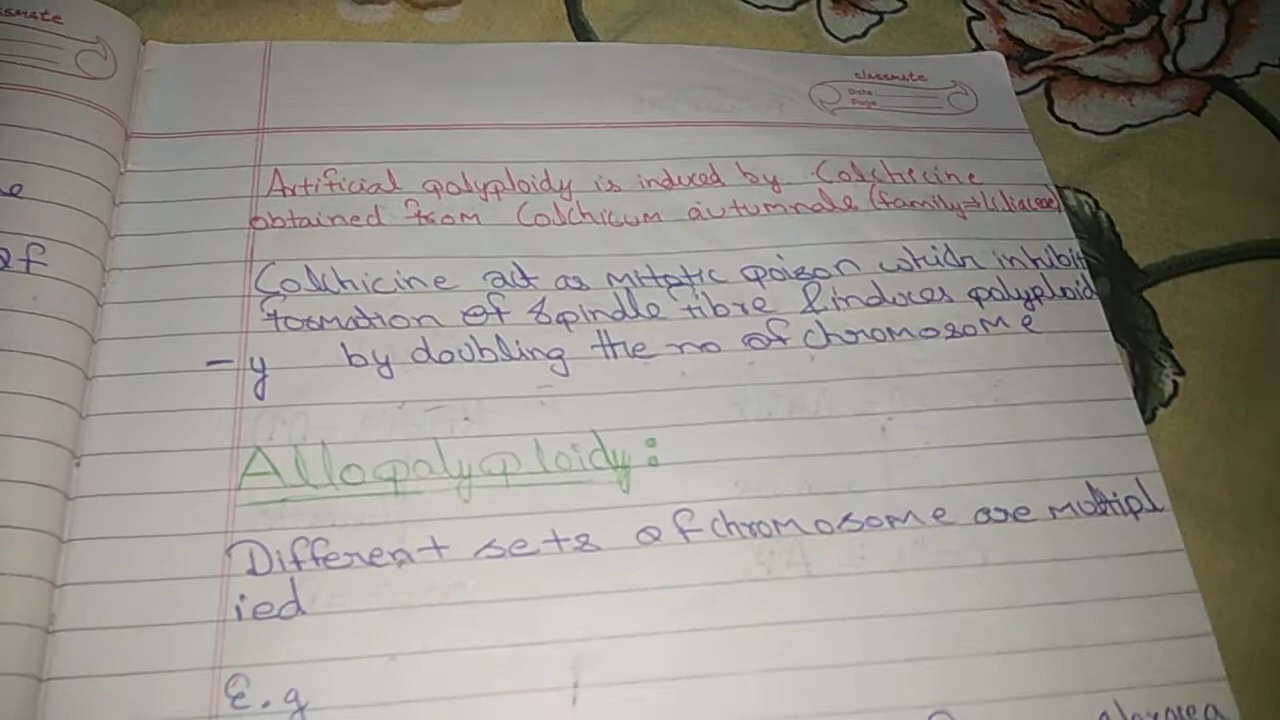 ssmate
classmate
Date
Page
Artificial polyploidy is induced by Colchicine
obtained from Colchicum autumnale (family⇒Liliaceae)
Colchicine act as mitotic poison which inhibit
formation of spindle fibre & induces polyploid
-y by doubling the no of chromosome
Allopolyploidy:
Different sets of chromosome are multipl
ied
E.g